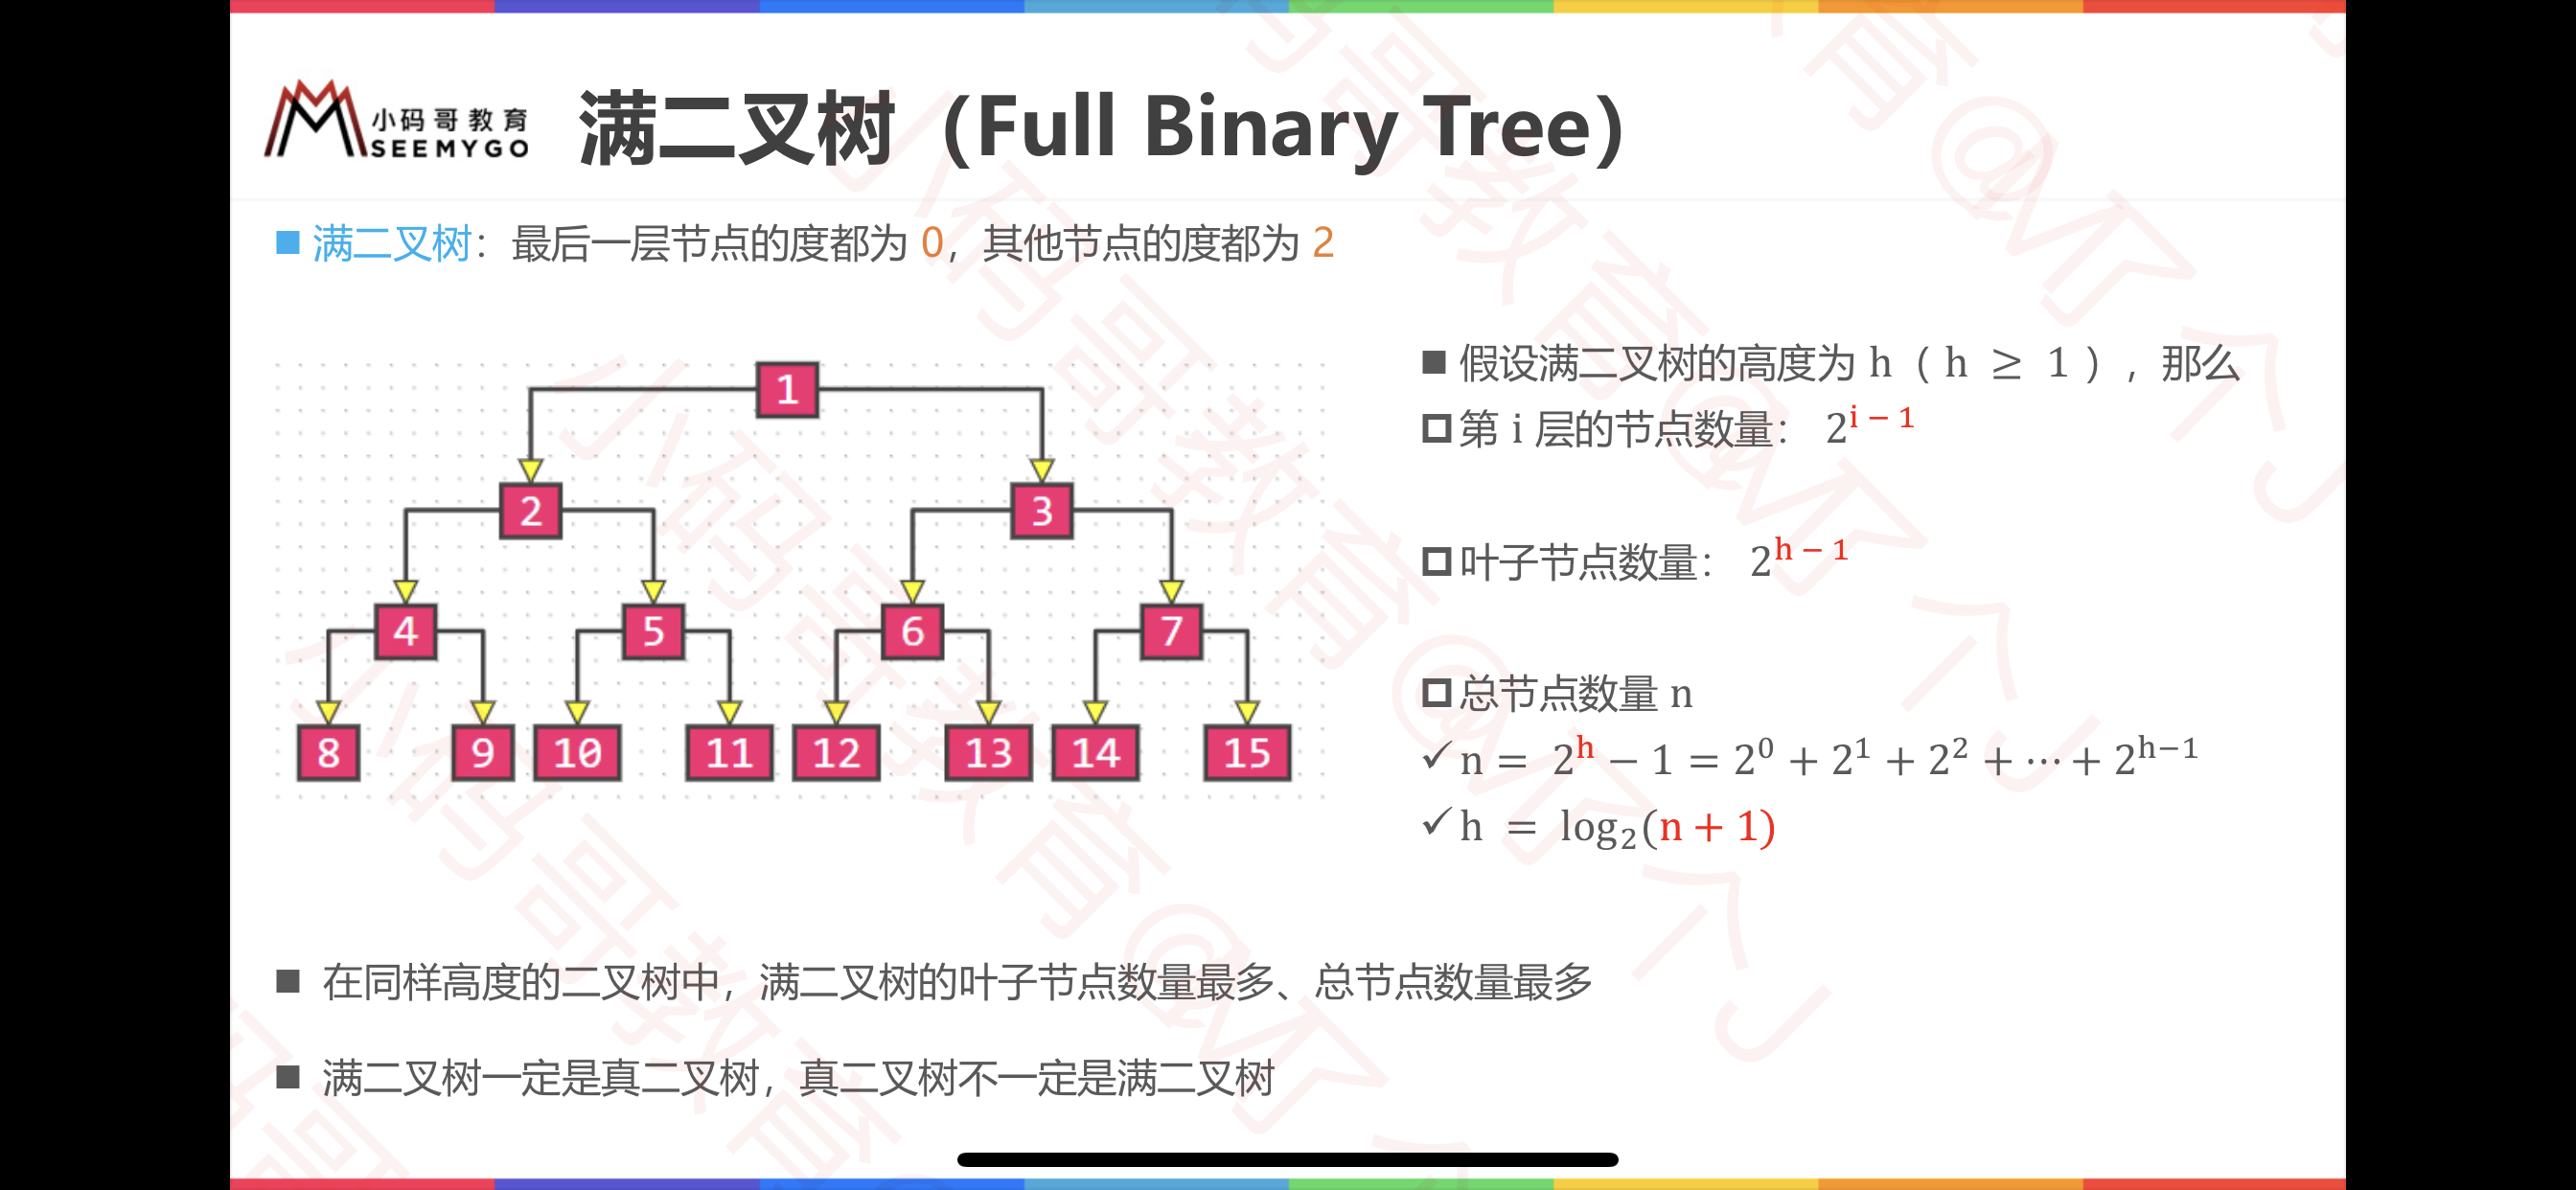 小码哥教育
SEEMYGO
满二叉树（Full Binary Tree）
■ 满二叉树：最后一层节点的度都为 0，其他节点的度都为 2
1
2 3
4 5 6 7
8 9 10 11 12 13 14 15
■ 假设满二叉树的高度为 h（ h ≥ 1 ），那么
第 i 层的节点数量： 2^{i − 1}
叶子节点数量： 2^{h − 1}
总节点数量 n
✓ n = 2^h − 1 = 2^0 + 2^1 + 2^2 + ⋯ + 2^{h−1}
✓ h = log₂(n + 1)
■ 在同样高度的二叉树中，满二叉树的叶子节点数量最多、总节点数量最多
■ 满二叉树一定是真二叉树，真二叉树不一定是满二叉树